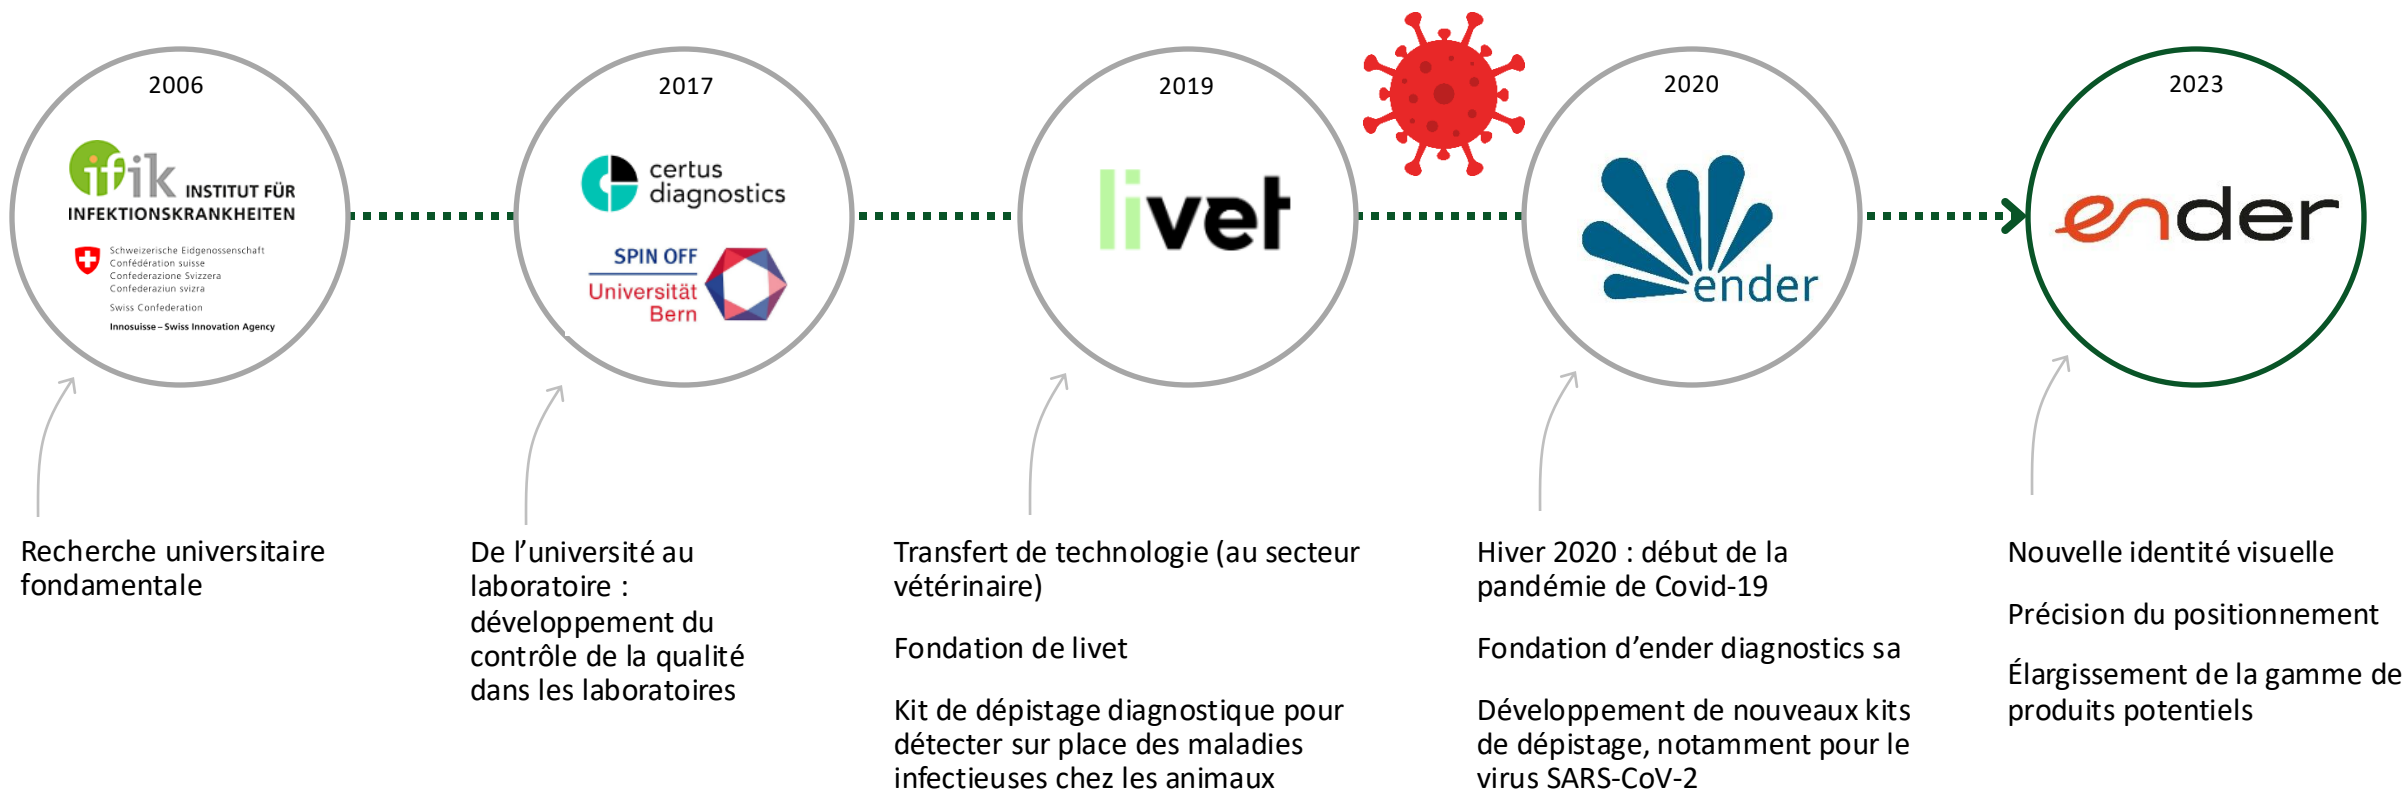 2006
ifik INSTITUT FÜR
INFEKTIONSKRANKHEITEN
Schweizerische Eidgenossenschaft
Confédération suisse
Confederazione Svizzera
Confederaziun svizra
Swiss Confederation
Innosuisse – Swiss Innovation Agency
Recherche universitaire
fondamentale
2017
certus
diagnostics
SPIN OFF
Universität
Bern
De l’université au
laboratoire :
développement du
contrôle de la qualité
dans les laboratoires
2019
livet
Transfert de technologie (au secteur
vétérinaire)
Fondation de livet
Kit de dépistage diagnostique pour
détecter sur place des maladies
infectieuses chez les animaux
2020
ender
Hiver 2020 : début de la
pandémie de Covid-19
Fondation d’ender diagnostics sa
Développement de nouveaux kits
de dépistage, notamment pour le
virus SARS-CoV-2
2023
ender
Nouvelle identité visuelle
Précision du positionnement
Élargissement de la gamme de
produits potentiels